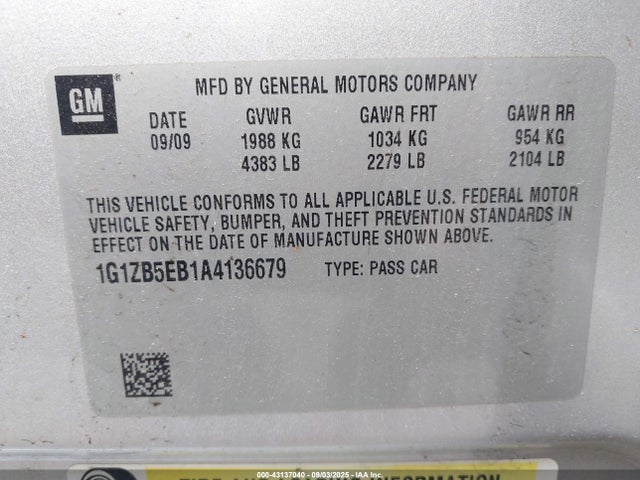 GM
MFD BY GENERAL MOTORS COMPANY
DATE GVWR GAWR FRT GAWR RR
09/09 1988 KG 1034 KG 954 KG
4383 LB 2279 LB 2104 LB
THIS VEHICLE CONFORMS TO ALL APPLICABLE U.S. FEDERAL MOTOR
VEHICLE SAFETY, BUMPER, AND THEFT PREVENTION STANDARDS IN
EFFECT ON THE DATE OF MANUFACTURE SHOWN ABOVE.
1G1ZB5EB1A4136679 TYPE: PASS CAR
000-43137040 - 09/03/2025 - IAA Inc.